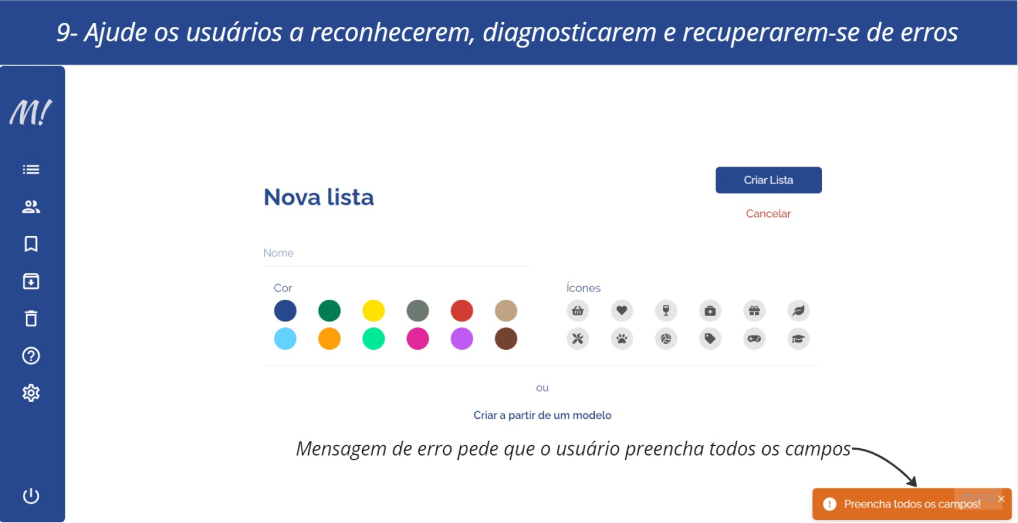 9- Ajude os usuários a reconhecerem, diagnosticarem e recuperarem-se de erros
M!
Criar Lista
Nova lista
Cancelar
Nome
Cor
Ícones
ou
Criar a partir de um modelo
Mensagem de erro pede que o usuário preencha todos os campos
Preencha todos os campos!